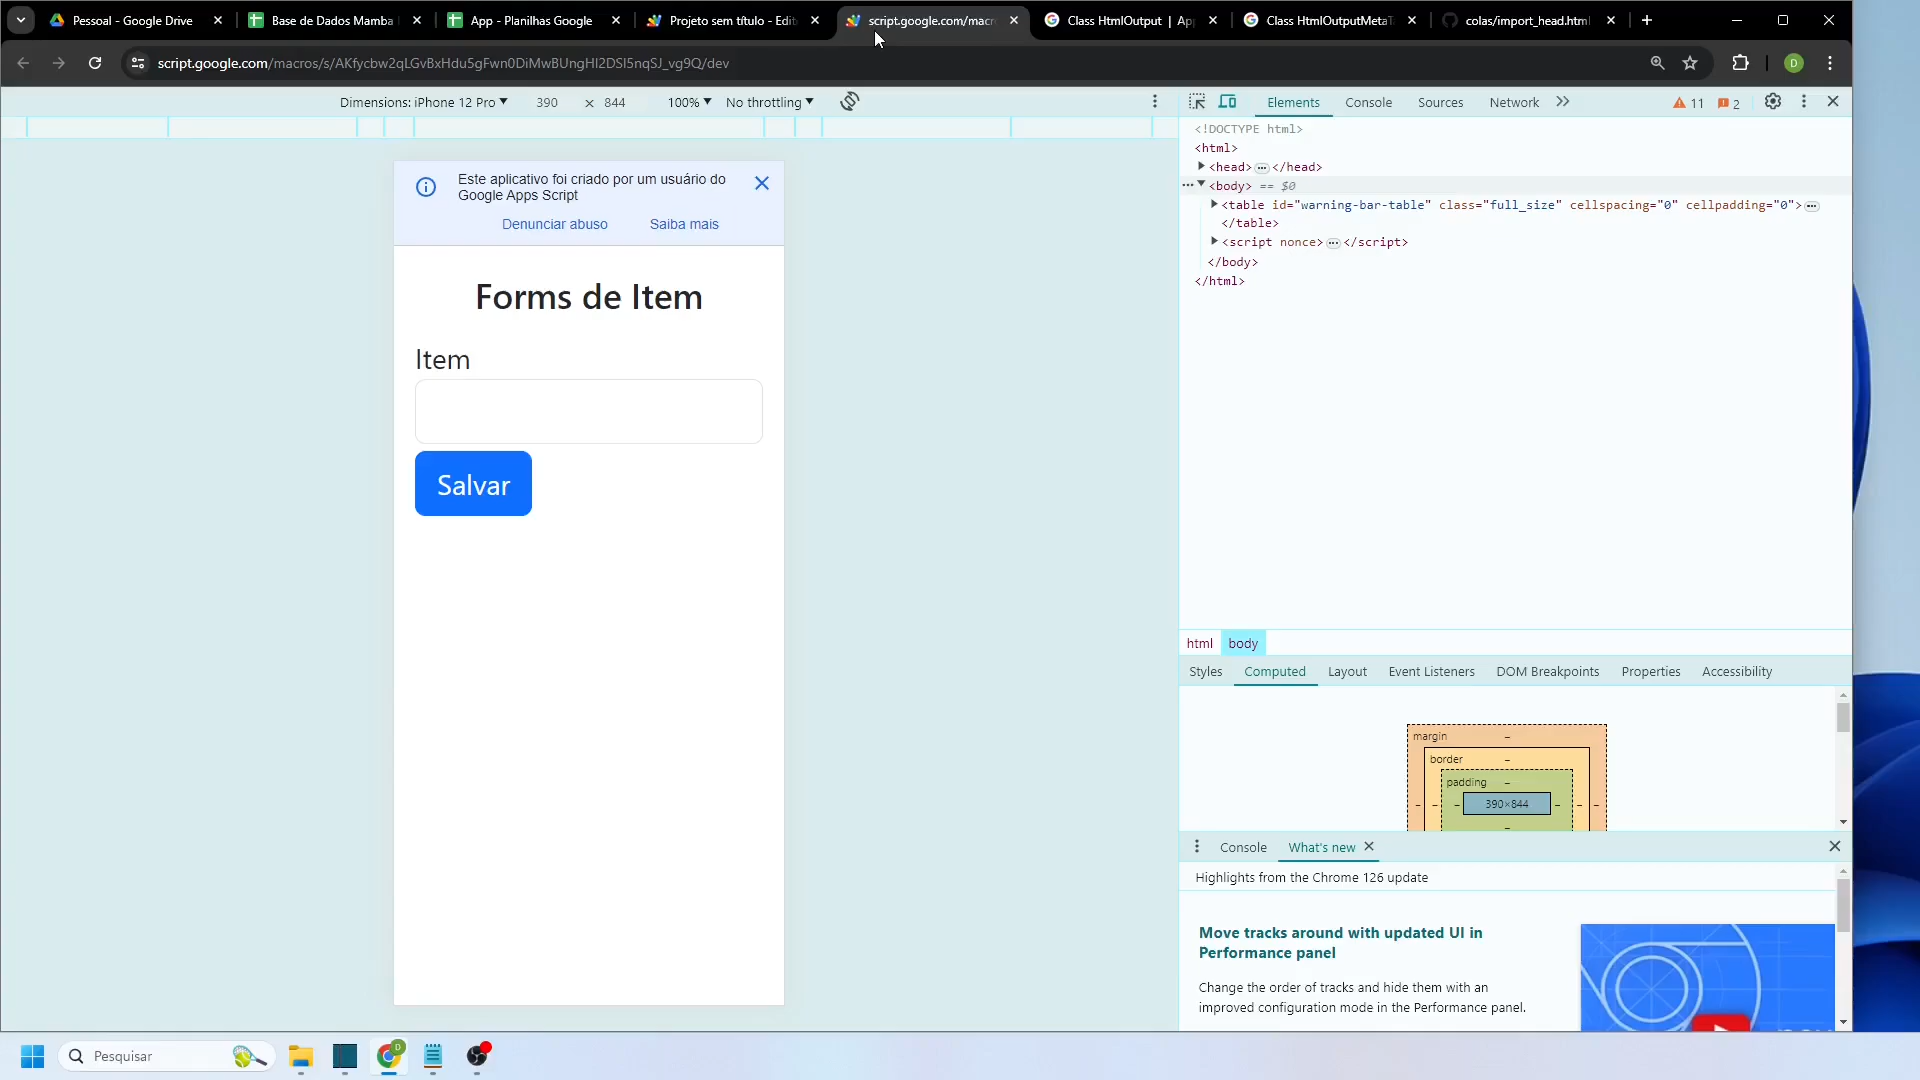 Pessoal - Google Drive
Base de Dados Mamba
App - Planilhas Google
Projeto sem título - Edit
script.google.com/macr
Class HtmlOutput | Ap
Class HtmlOutputMetaT
colas/import_head.html
script.google.com/macros/s/AKfycbw2qLGvBxHdu5gFwn0DiMwBUngHI2DSI5nqSJ_vg9Q/dev
D
Dimensions: iPhone 12 Pro
390 × 844
100%
No throttling
Este aplicativo foi criado por um usuário do
Google Apps Script
Denunciar abuso
Saiba mais
Forms de Item
Item
Salvar
Elements
Console
Sources
Network
11
2
<!DOCTYPE html>
<html>
<head> ••• </head>
••• <body> == $0
<table id="warning-bar-table" class="full_size" cellspacing="0" cellpadding="0"> •••
</table>
<script nonce> ••• </script>
</body>
</html>
html
body
Styles
Computed
Layout
Event Listeners
DOM Breakpoints
Properties
Accessibility
margin –
border –
padding –
– – – 390×844 – – –
–
Console
What's new
Highlights from the Chrome 126 update
Move tracks around with updated UI in
Performance panel
Change the order of tracks and hide them with an
improved configuration mode in the Performance panel.
Pesquisar
D